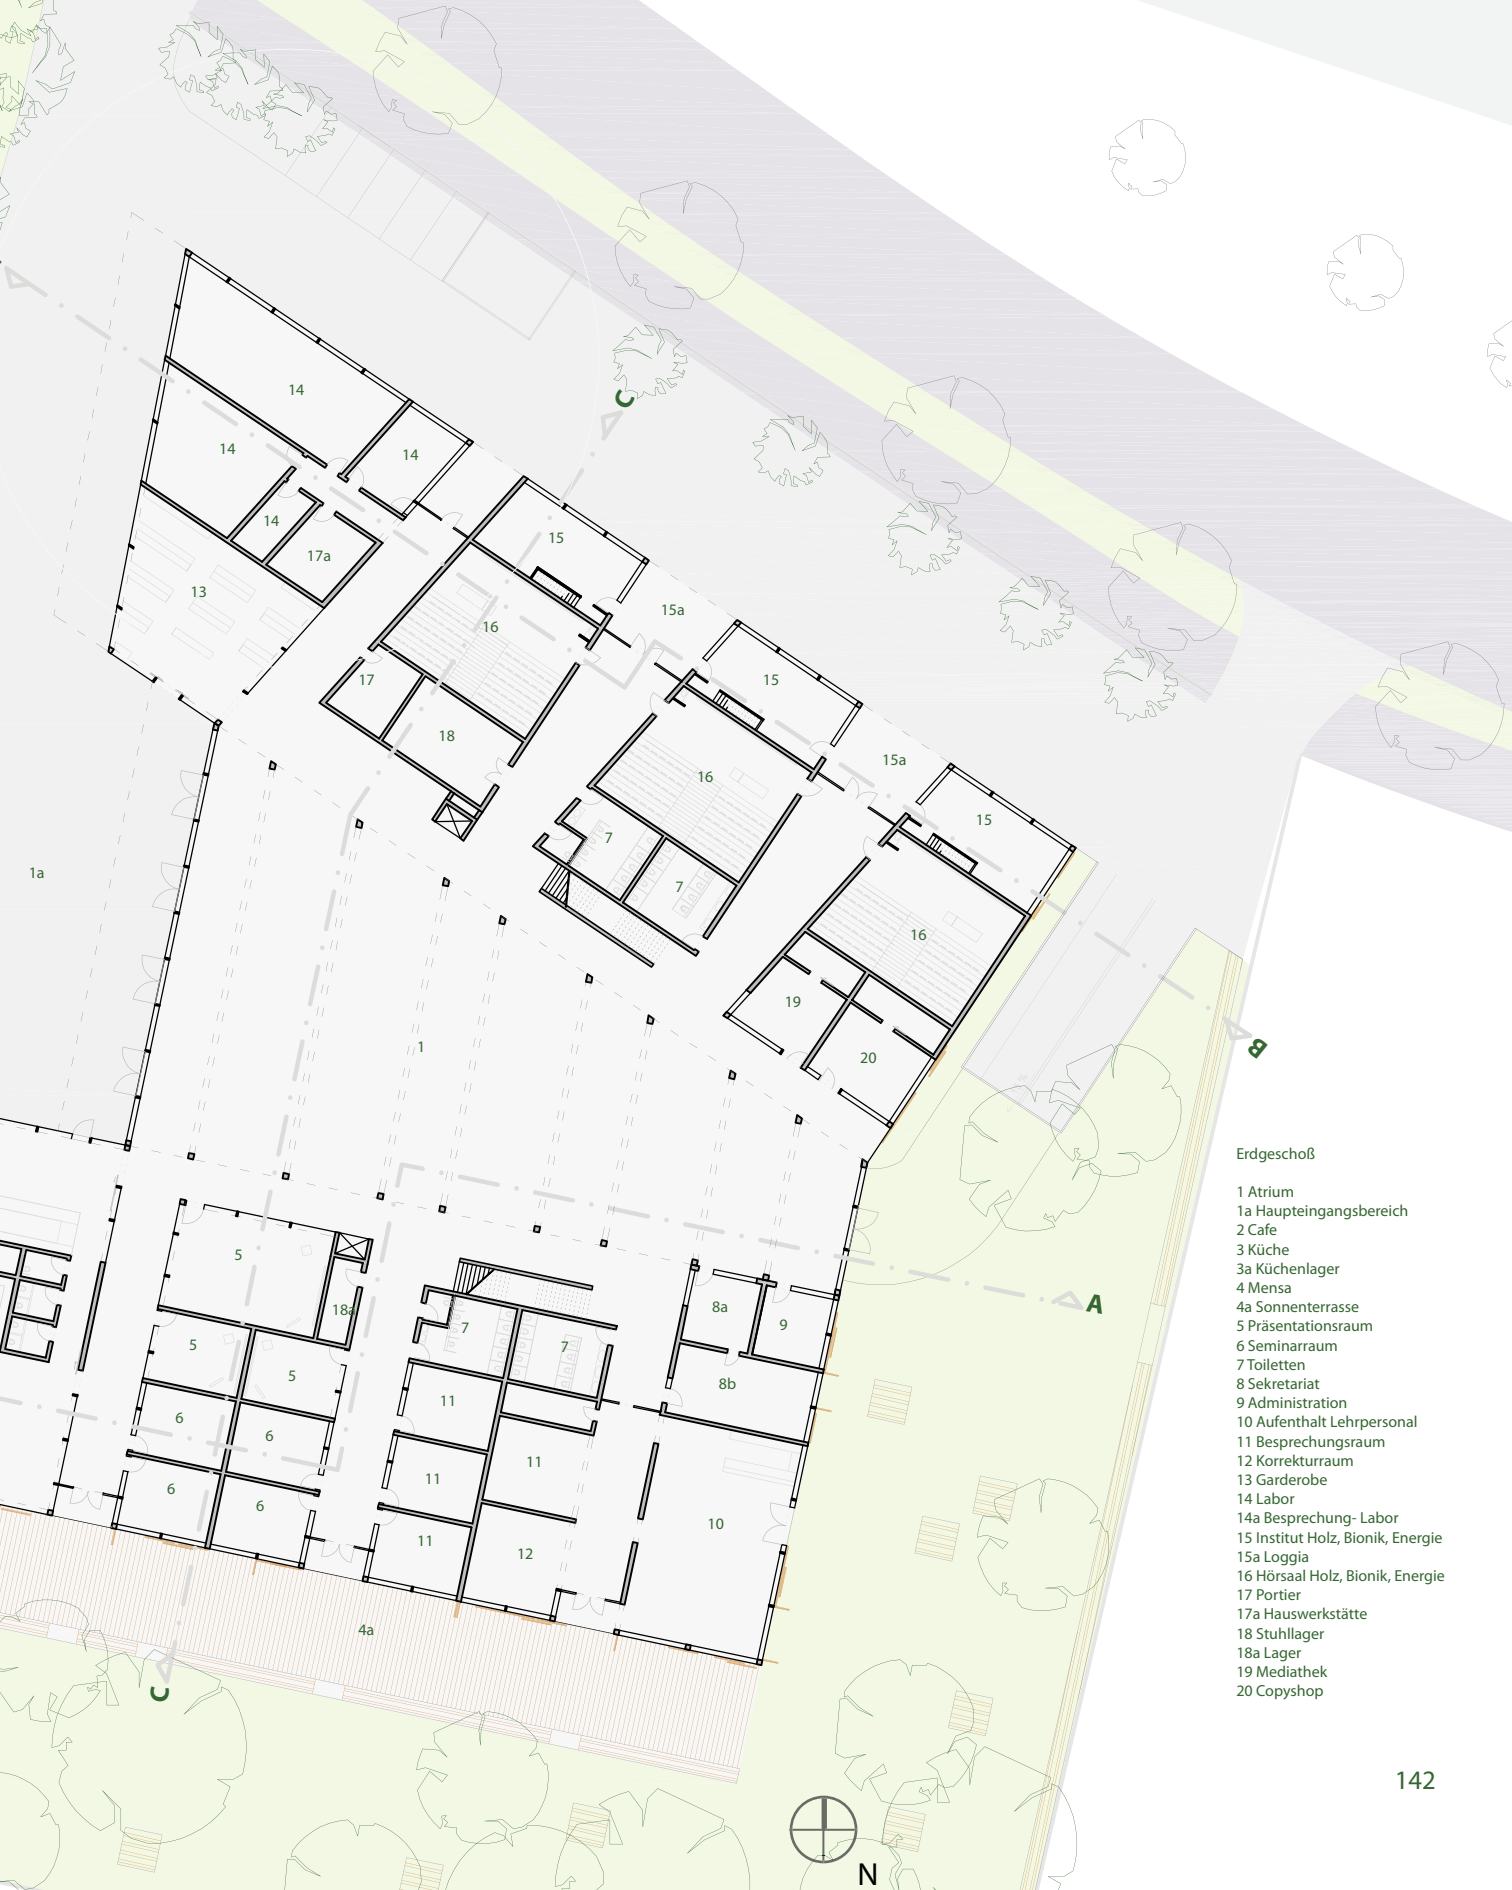 C
14
14
14
15
14
17a
13
15a
16
17
15
18
15a
16
15
7
1a
7
16
19
1
20
B
Erdgeschoß
1 Atrium
1a Haupteingangsbereich
2 Cafe
3 Küche
3a Küchenlager
4 Mensa
4a Sonnenterrasse
5 Präsentationsraum
6 Seminarraum
7 Toiletten
8 Sekretariat
9 Administration
10 Aufenthalt Lehrpersonal
11 Besprechungsraum
12 Korrekturraum
13 Garderobe
14 Labor
14a Besprechung- Labor
15 Institut Holz, Bionik, Energie
15a Loggia
16 Hörsaal Holz, Bionik, Energie
17 Portier
17a Hauswerkstätte
18 Stuhllager
18a Lager
19 Mediathek
20 Copyshop
5
18a
8a
A
9
7
5
7
5
8b
11
6
6
11
11
6
6
10
11
12
4a
C
142
N